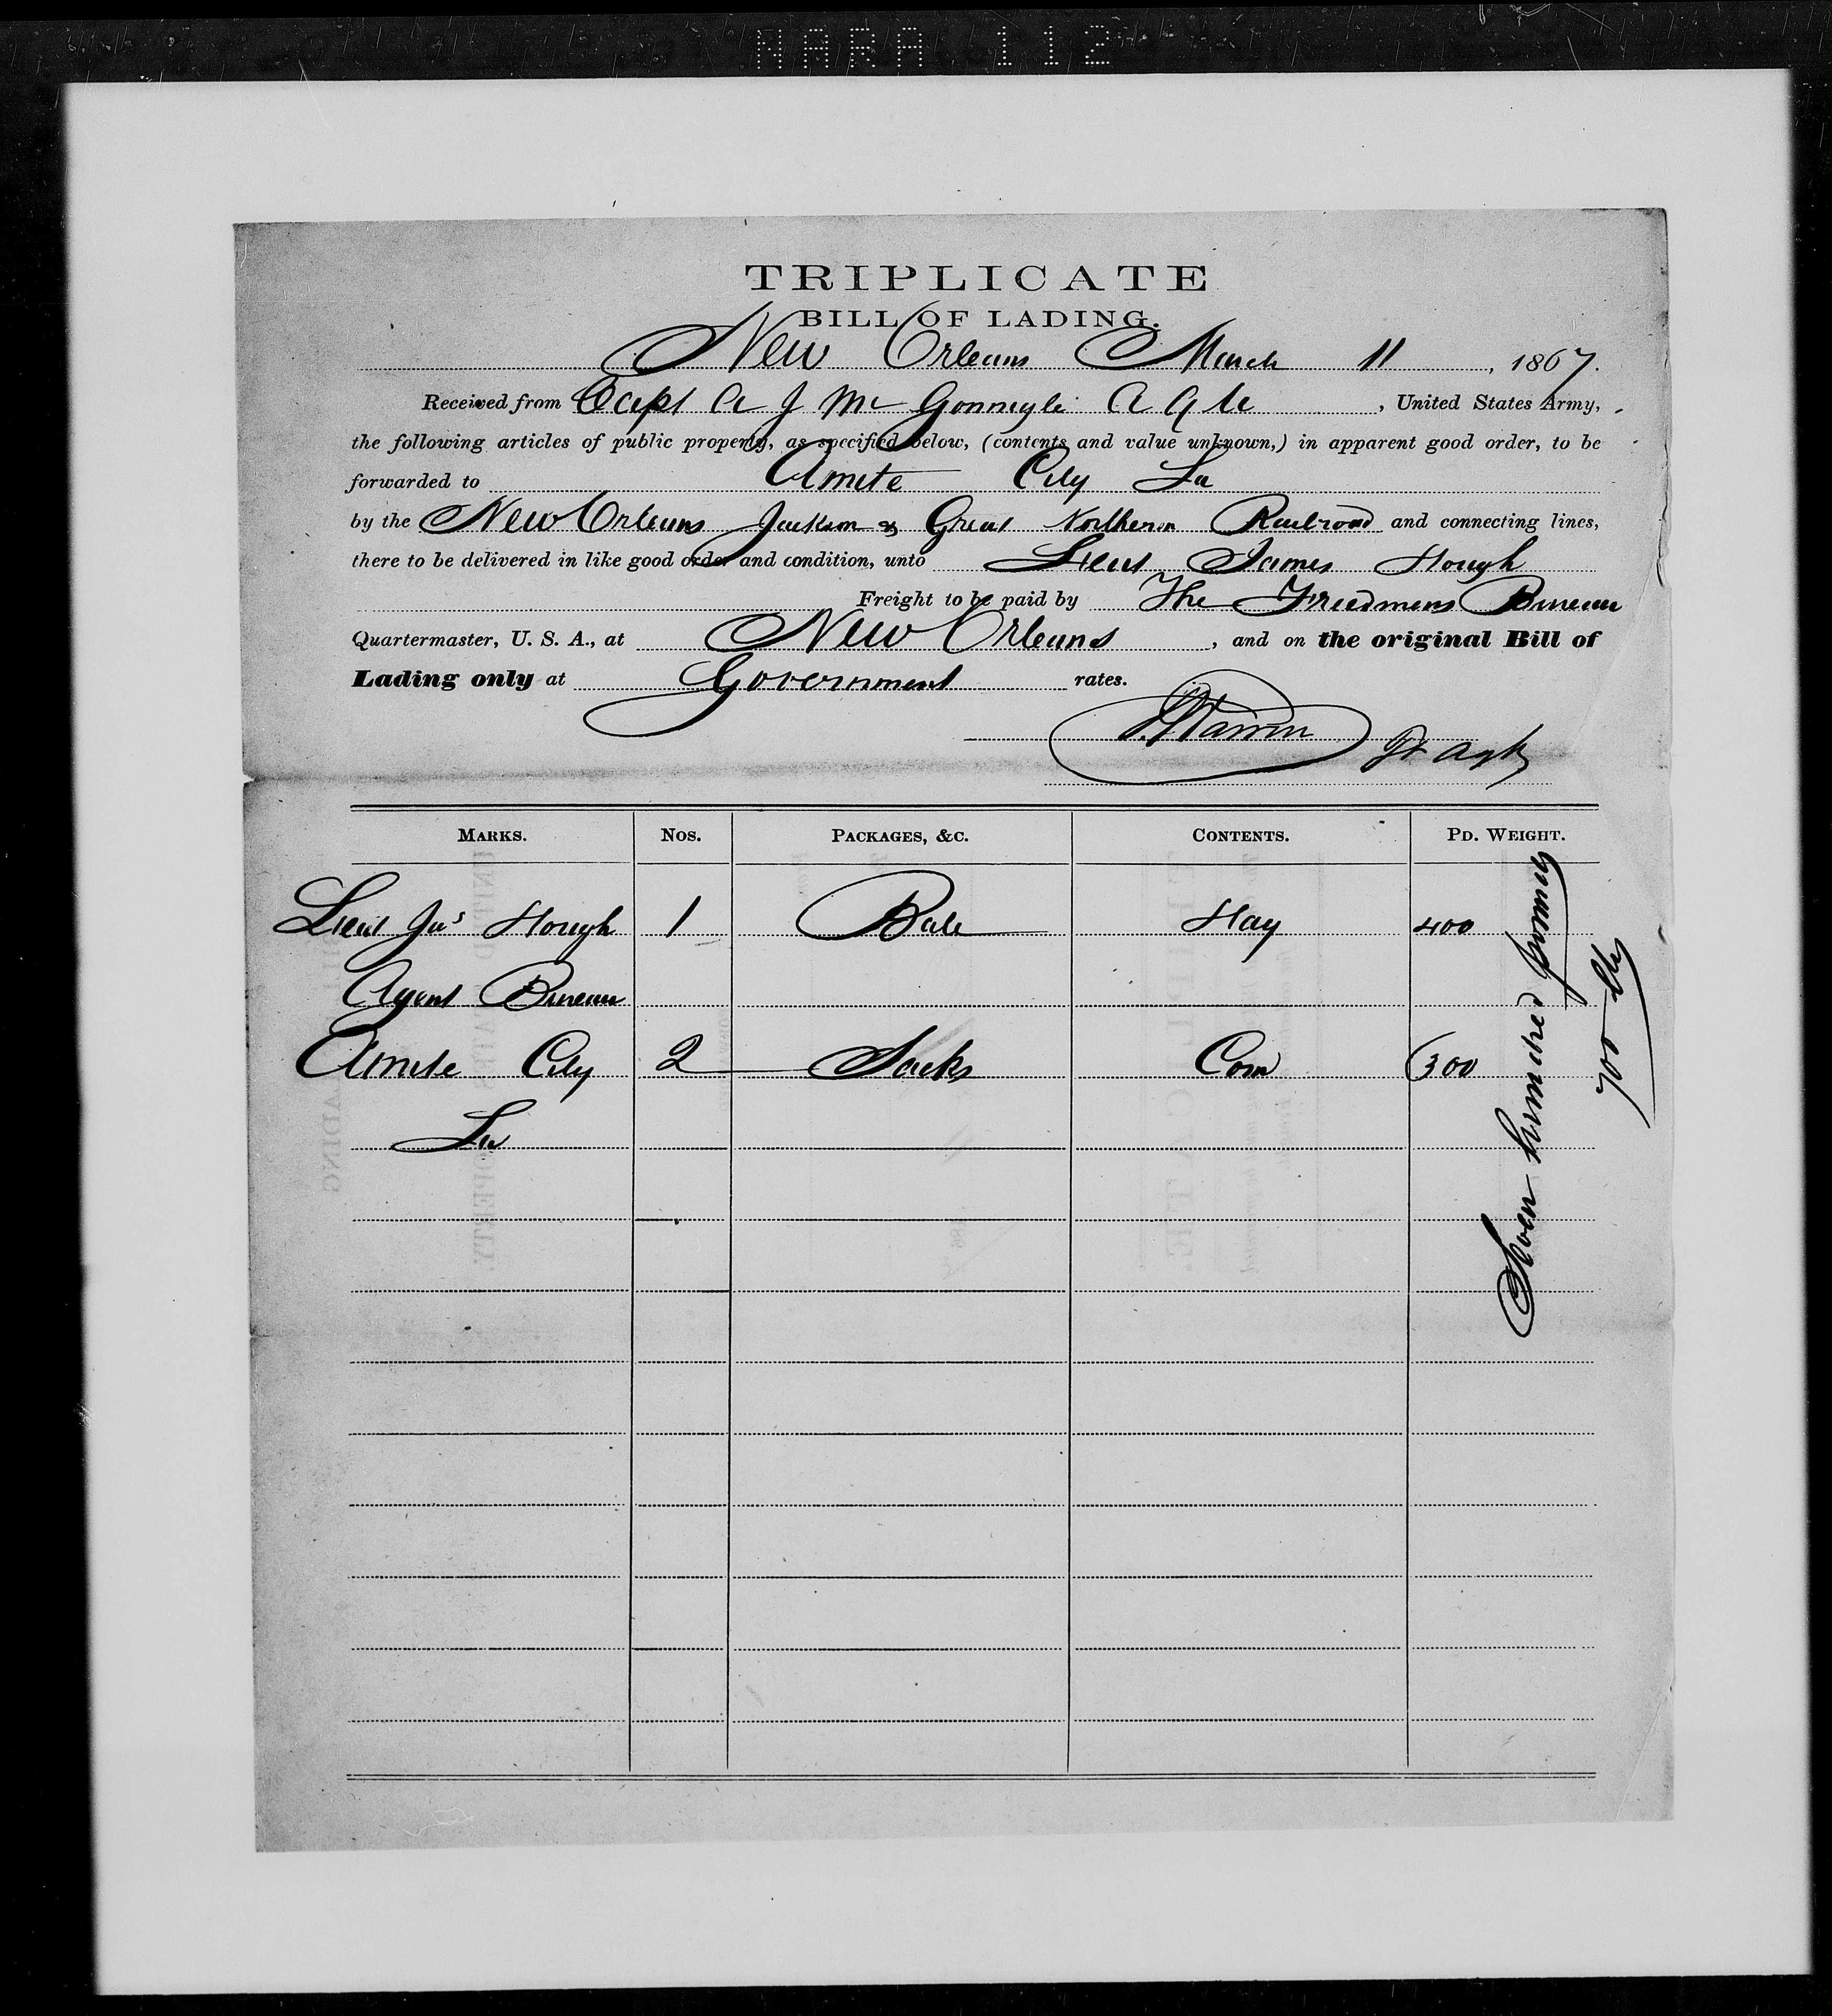 NARA 112
TRIPLICATE
BILL OF LADING.
New Orleans March 11, 1867.
Received from Capt A J Mc Gonnigle A Q M, United States Army,
the following articles of public property, as specified below, (contents and value unknown,) in apparent good order, to be
forwarded to Amite City La
by the New Orleans Jackson & Great Northern Railroad and connecting lines,
there to be delivered in like good order and condition, unto Lieut James Hough
Freight to be paid by The Freedmens Bureau
Quartermaster, U. S. A., at New Orleans, and on the original Bill of
Lading only at Government rates.
Ft Agt
MARKS. NOS. PACKAGES, &C. CONTENTS. PD. WEIGHT.
Lieut Jas Hough 1 Bale Hay 400
Agent Bureau
Amite City 2 Sacks Corn 300
La
Seven hundred pounds
700 lbs